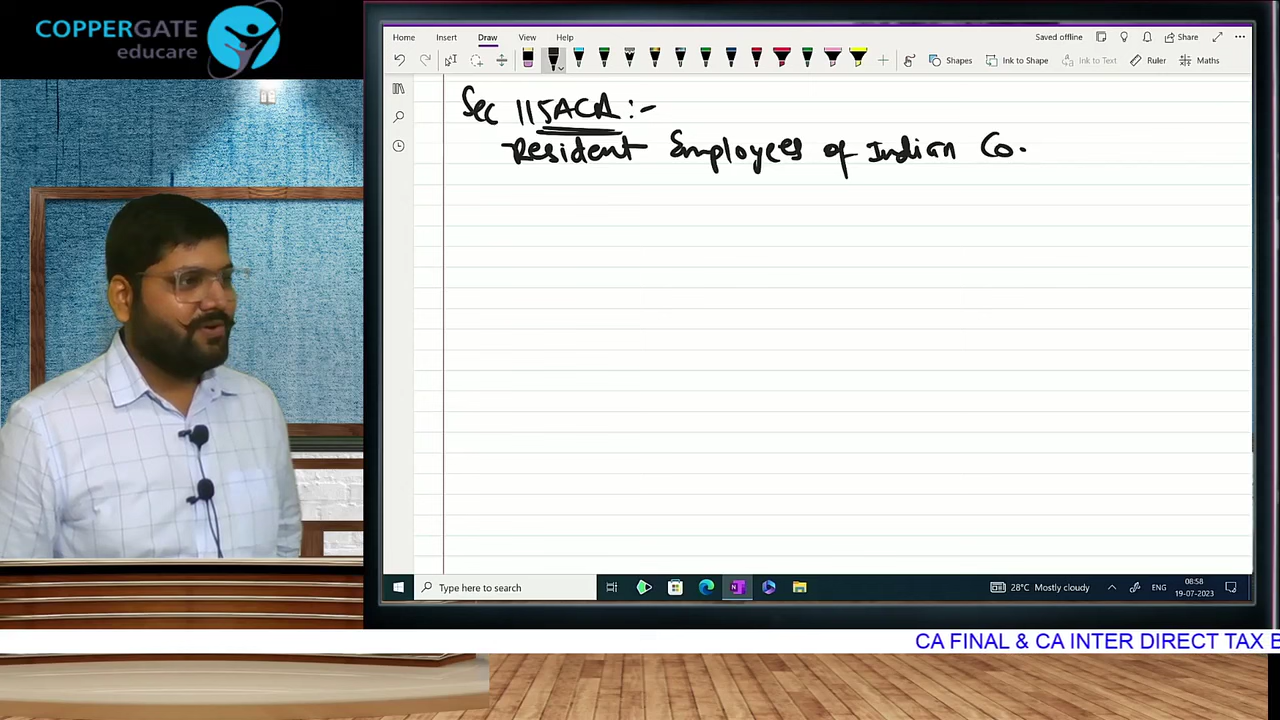 COPPERGATE
educare
Home Insert Draw View Help
Saved offline
Share
Shapes
Ink to Shape
Ink to Text
Ruler
Maths
Sec 115ACA :-
Resident Employees of Indian Co.
Type here to search
28°C Mostly cloudy
ENG
08:58
19-07-2023
CA FINAL & CA INTER DIRECT TAX B